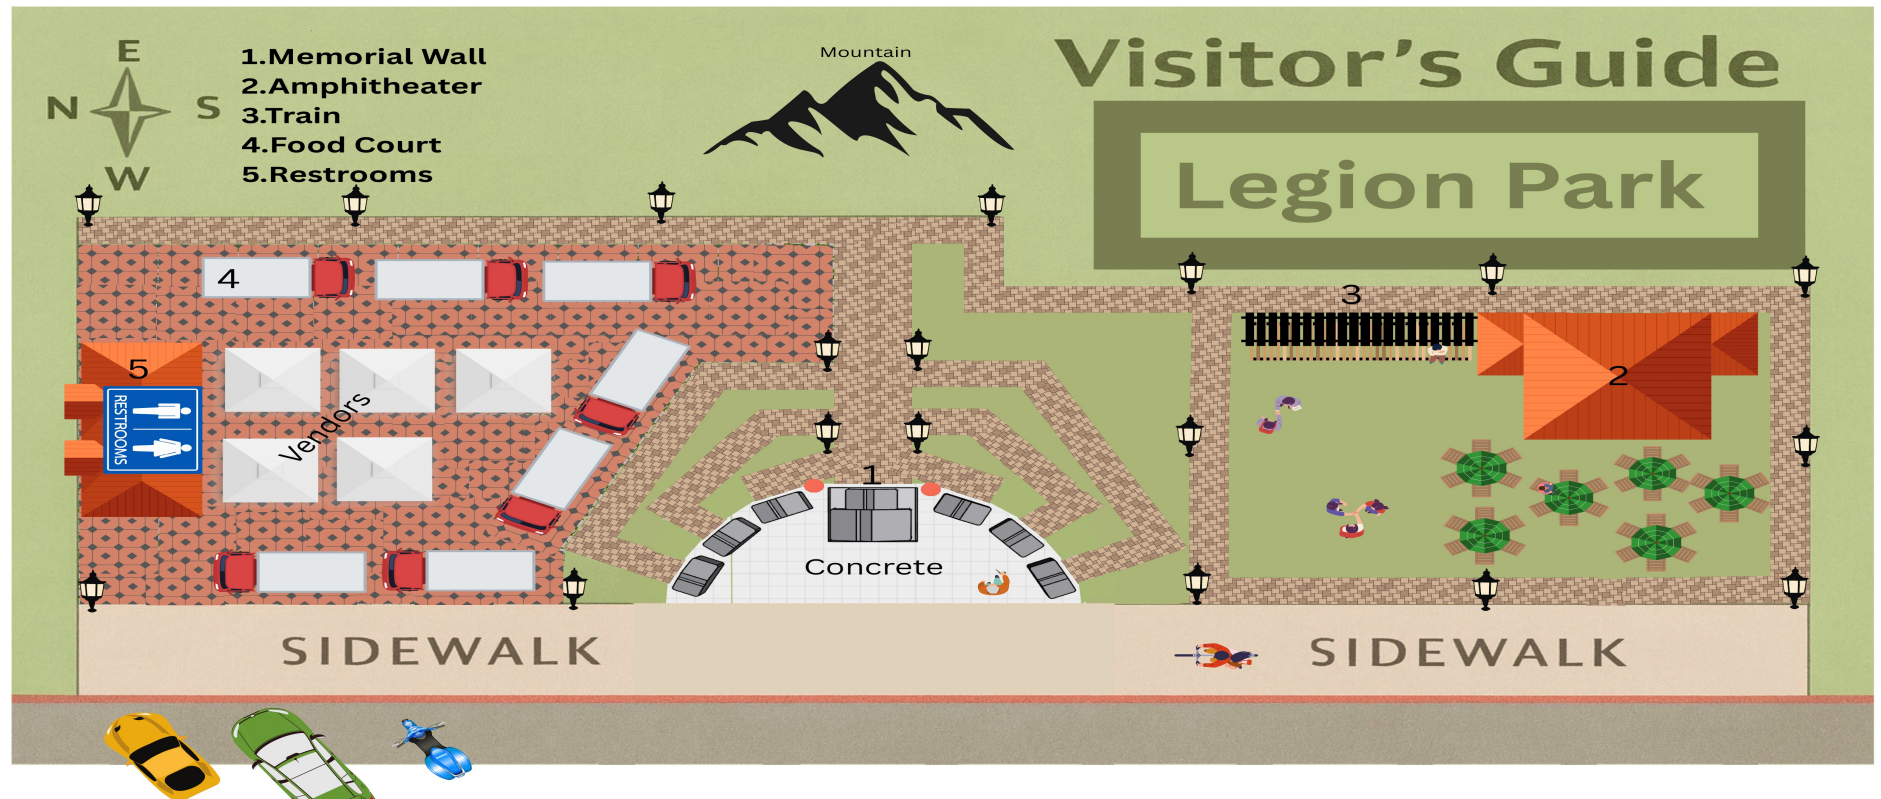 E
N
S
W
1.Memorial Wall
2.Amphitheater
3.Train
4.Food Court
5.Restrooms
Mountain
Visitor's Guide
Legion Park
4
3
5
RESTROOMS
Vendors
2
1
Concrete
SIDEWALK
SIDEWALK